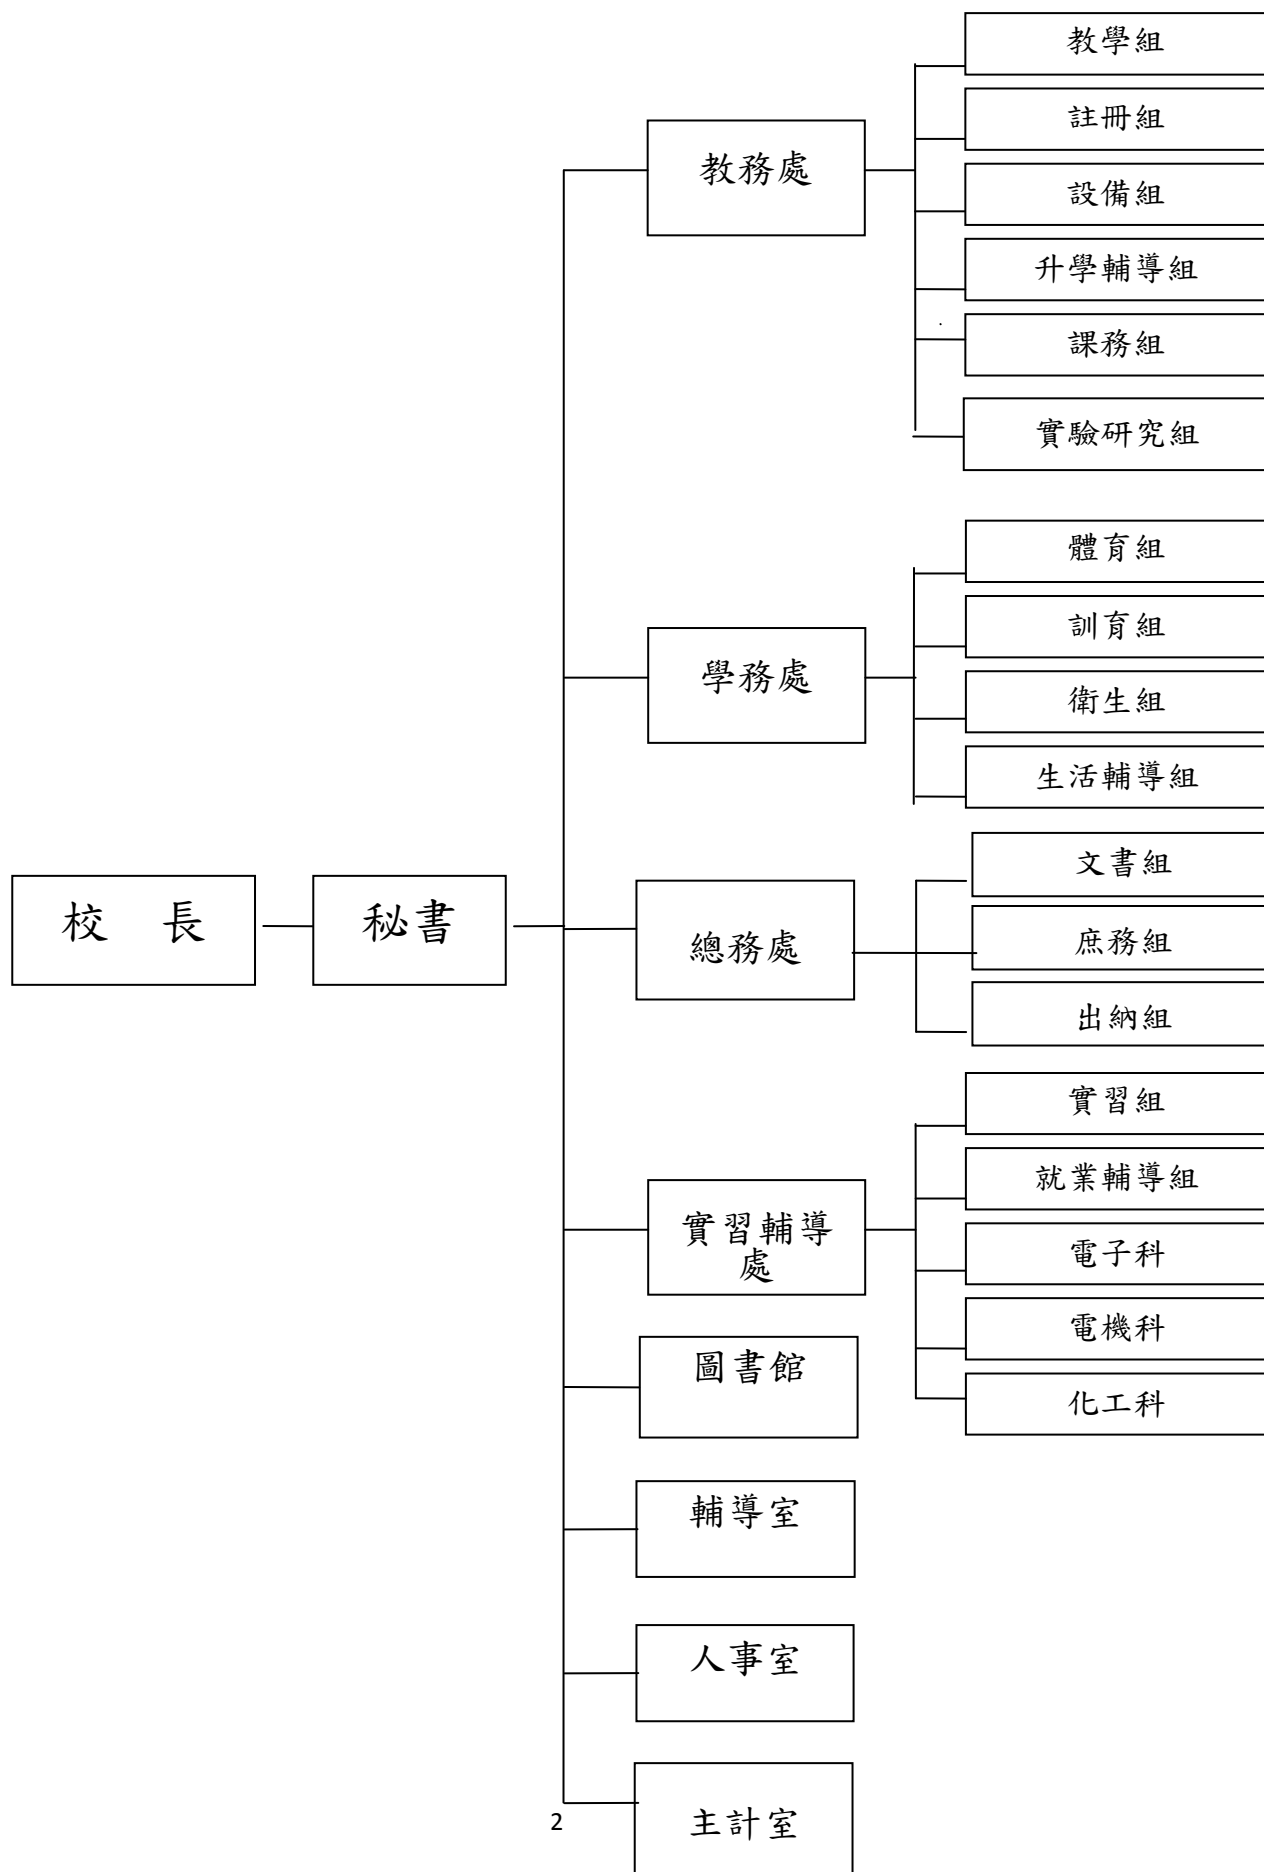 教學組
註冊組
教務處
設備組
升學輔導組
課務組
實驗研究組
體育組
訓育組
學務處
衛生組
生活輔導組
校　長
秘書
總務處
文書組
庶務組
出納組
實習組
就業輔導組
實習輔導
處
電子科
電機科
化工科
圖書館
輔導室
人事室
主計室
2